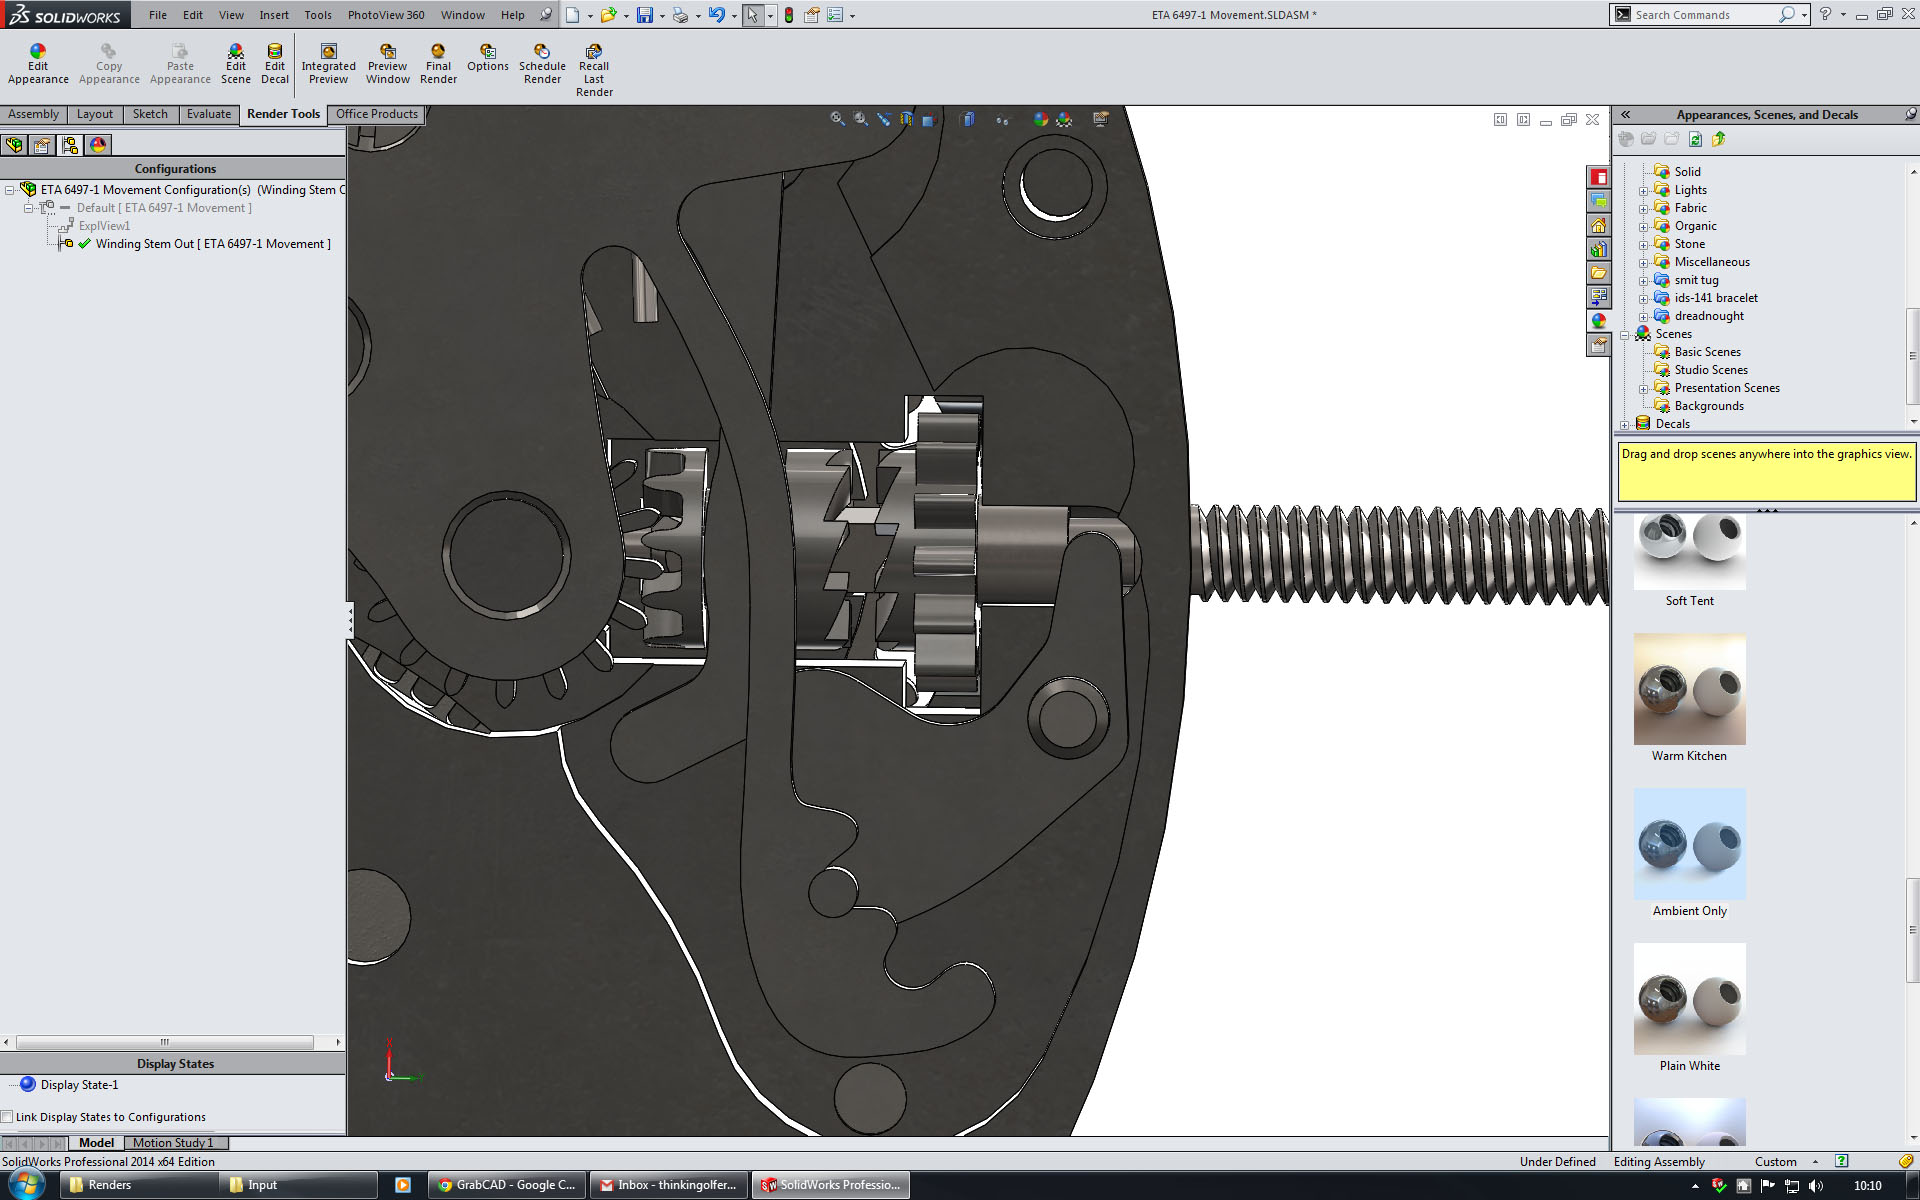 SOLIDWORKS File Edit View Insert Tools PhotoView 360 Window Help ETA 6497-1 Movement.SLDASM * Search Commands
Edit Appearance
Copy Appearance
Paste Appearance
Edit Scene
Edit Decal
Integrated Preview
Preview Window
Final Render
Options
Schedule Render
Recall Last Render
Assembly Layout Sketch Evaluate Render Tools Office Products
Configurations
ETA 6497-1 Movement Configuration(s) (Winding Stem O
Default [ ETA 6497-1 Movement ]
ExplView1
Winding Stem Out [ ETA 6497-1 Movement ]
Display States
Display State-1
Link Display States to Configurations
Appearances, Scenes, and Decals
Solid
Lights
Fabric
Organic
Stone
Miscellaneous
smit tug
ids-141 bracelet
dreadnought
Scenes
Basic Scenes
Studio Scenes
Presentation Scenes
Backgrounds
Decals
Drag and drop scenes anywhere into the graphics view.
Soft Tent
Warm Kitchen
Ambient Only
Plain White
Model Motion Study 1
SolidWorks Professional 2014 x64 Edition Under Defined Editing Assembly Custom
Renders Input GrabCAD - Google C... Inbox - thinkingolfer... SolidWorks Professio... 10:10